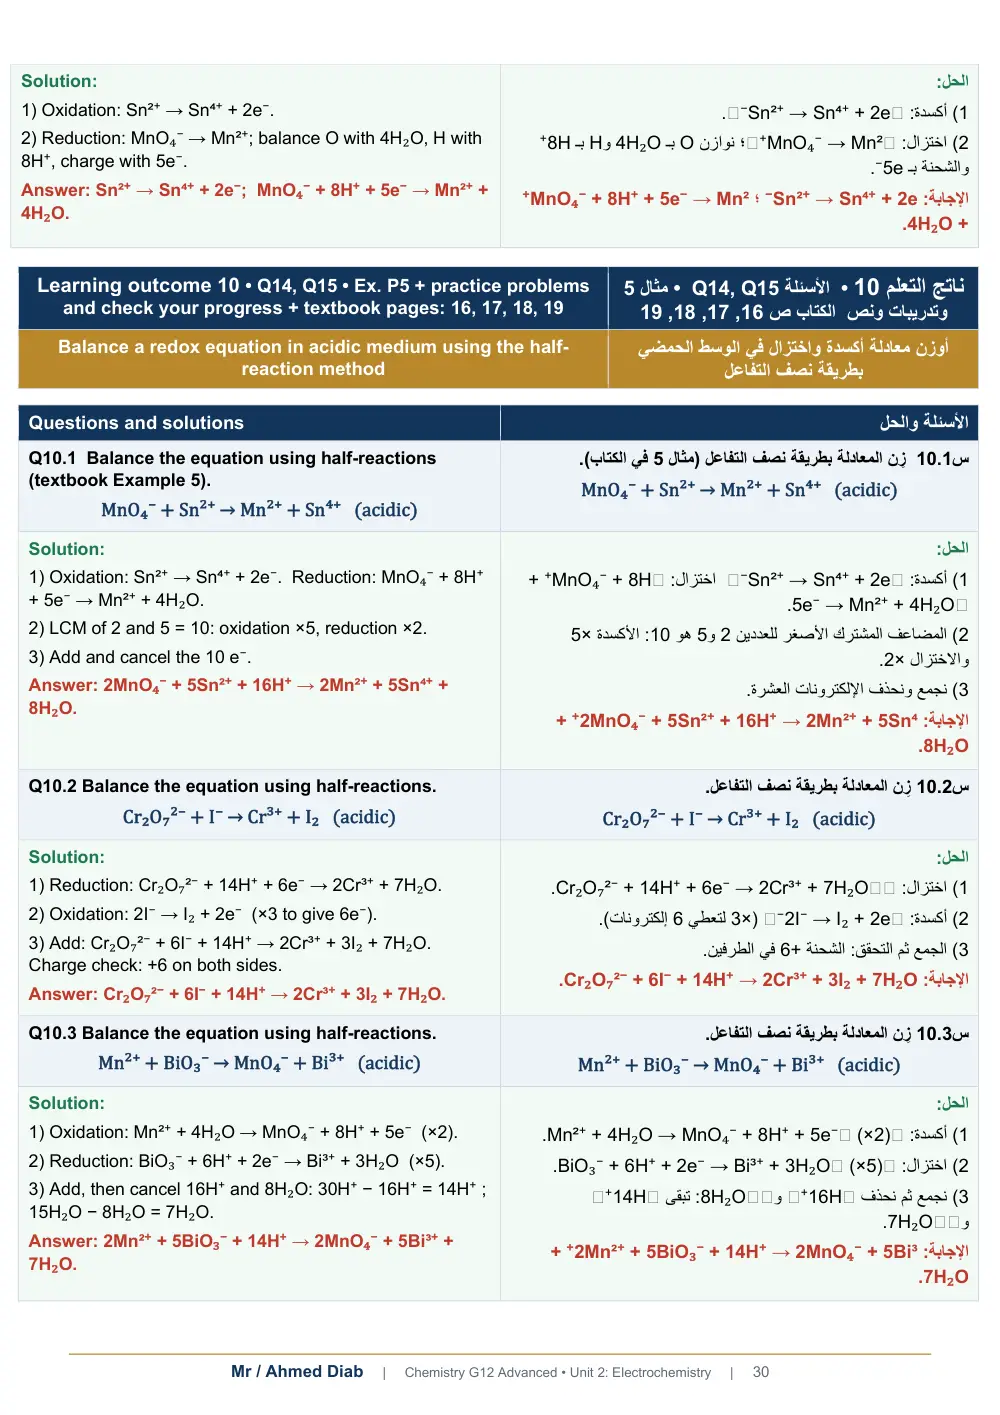 Solution:
1) Oxidation: Sn²⁺ → Sn⁴⁺ + 2e⁻.
2) Reduction: MnO₄⁻ → Mn²⁺; balance O with 4H₂O, H with
8H⁺, charge with 5e⁻.
Answer: Sn²⁺ → Sn⁴⁺ + 2e⁻; MnO₄⁻ + 8H⁺ + 5e⁻ → Mn²⁺ +
4H₂O.
الحل:
1) أكسدة: Sn²⁺ → Sn⁴⁺ + 2e⁻.
2) اختزال: MnO₄⁻ → Mn²⁺؛ نوازن O بـ 4H₂O وH بـ 8H⁺
والشحنة بـ 5e⁻.
الإجابة: Sn²⁺ → Sn⁴⁺ + 2e⁻ ؛ MnO₄⁻ + 8H⁺ + 5e⁻ → Mn²⁺
+ 4H₂O.
Learning outcome 10 • Q14, Q15 • Ex. P5 + practice problems
and check your progress + textbook pages: 16, 17, 18, 19
ناتج التعلم 10 • الأسئلة Q14, Q15 • مثال 5
وتدريبات ونص الكتاب ص 16, 17, 18, 19
Balance a redox equation in acidic medium using the half-
reaction method
أوزن معادلة أكسدة واختزال في الوسط الحمضي
بطريقة نصف التفاعل
Questions and solutions
الأسئلة والحل
Q10.1 Balance the equation using half-reactions
(textbook Example 5).
MnO₄⁻ + Sn²⁺ → Mn²⁺ + Sn⁴⁺ (acidic)
س10.1 زِن المعادلة بطريقة نصف التفاعل (مثال 5 في الكتاب).
MnO₄⁻ + Sn²⁺ → Mn²⁺ + Sn⁴⁺ (acidic)
Solution:
1) Oxidation: Sn²⁺ → Sn⁴⁺ + 2e⁻. Reduction: MnO₄⁻ + 8H⁺
+ 5e⁻ → Mn²⁺ + 4H₂O.
2) LCM of 2 and 5 = 10: oxidation ×5, reduction ×2.
3) Add and cancel the 10 e⁻.
Answer: 2MnO₄⁻ + 5Sn²⁺ + 16H⁺ → 2Mn²⁺ + 5Sn⁴⁺ +
8H₂O.
الحل:
1) أكسدة: Sn²⁺ → Sn⁴⁺ + 2e⁻ اختزال: MnO₄⁻ + 8H⁺ +
5e⁻ → Mn²⁺ + 4H₂O.
2) المضاعف المشترك الأصغر للعددين 2 و5 هو 10: الأكسدة ×5
والاختزال ×2.
3) نجمع ونحذف الإلكترونات العشرة.
الإجابة: 2MnO₄⁻ + 5Sn²⁺ + 16H⁺ → 2Mn²⁺ + 5Sn⁴⁺ +
8H₂O.
Q10.2 Balance the equation using half-reactions.
Cr₂O₇²⁻ + I⁻ → Cr³⁺ + I₂ (acidic)
س10.2 زِن المعادلة بطريقة نصف التفاعل.
Cr₂O₇²⁻ + I⁻ → Cr³⁺ + I₂ (acidic)
Solution:
1) Reduction: Cr₂O₇²⁻ + 14H⁺ + 6e⁻ → 2Cr³⁺ + 7H₂O.
2) Oxidation: 2I⁻ → I₂ + 2e⁻ (×3 to give 6e⁻).
3) Add: Cr₂O₇²⁻ + 6I⁻ + 14H⁺ → 2Cr³⁺ + 3I₂ + 7H₂O.
Charge check: +6 on both sides.
Answer: Cr₂O₇²⁻ + 6I⁻ + 14H⁺ → 2Cr³⁺ + 3I₂ + 7H₂O.
الحل:
1) اختزال: Cr₂O₇²⁻ + 14H⁺ + 6e⁻ → 2Cr³⁺ + 7H₂O.
2) أكسدة: 2I⁻ → I₂ + 2e⁻ (×3 لتعطي 6 إلكترونات).
3) الجمع ثم التحقق: الشحنة +6 في الطرفين.
الإجابة: Cr₂O₇²⁻ + 6I⁻ + 14H⁺ → 2Cr³⁺ + 3I₂ + 7H₂O.
Q10.3 Balance the equation using half-reactions.
Mn²⁺ + BiO₃⁻ → MnO₄⁻ + Bi³⁺ (acidic)
س10.3 زِن المعادلة بطريقة نصف التفاعل.
Mn²⁺ + BiO₃⁻ → MnO₄⁻ + Bi³⁺ (acidic)
Solution:
1) Oxidation: Mn²⁺ + 4H₂O → MnO₄⁻ + 8H⁺ + 5e⁻ (×2).
2) Reduction: BiO₃⁻ + 6H⁺ + 2e⁻ → Bi³⁺ + 3H₂O (×5).
3) Add, then cancel 16H⁺ and 8H₂O: 30H⁺ − 16H⁺ = 14H⁺ ;
15H₂O − 8H₂O = 7H₂O.
Answer: 2Mn²⁺ + 5BiO₃⁻ + 14H⁺ → 2MnO₄⁻ + 5Bi³⁺ +
7H₂O.
الحل:
1) أكسدة: Mn²⁺ + 4H₂O → MnO₄⁻ + 8H⁺ + 5e⁻ (×2).
2) اختزال: BiO₃⁻ + 6H⁺ + 2e⁻ → Bi³⁺ + 3H₂O (×5).
3) نجمع ثم نحذف 16H⁺ و8H₂O: تبقى 14H⁺
و7H₂O.
الإجابة: 2Mn²⁺ + 5BiO₃⁻ + 14H⁺ → 2MnO₄⁻ + 5Bi³⁺ +
7H₂O.
Mr / Ahmed Diab | Chemistry G12 Advanced • Unit 2: Electrochemistry | 30